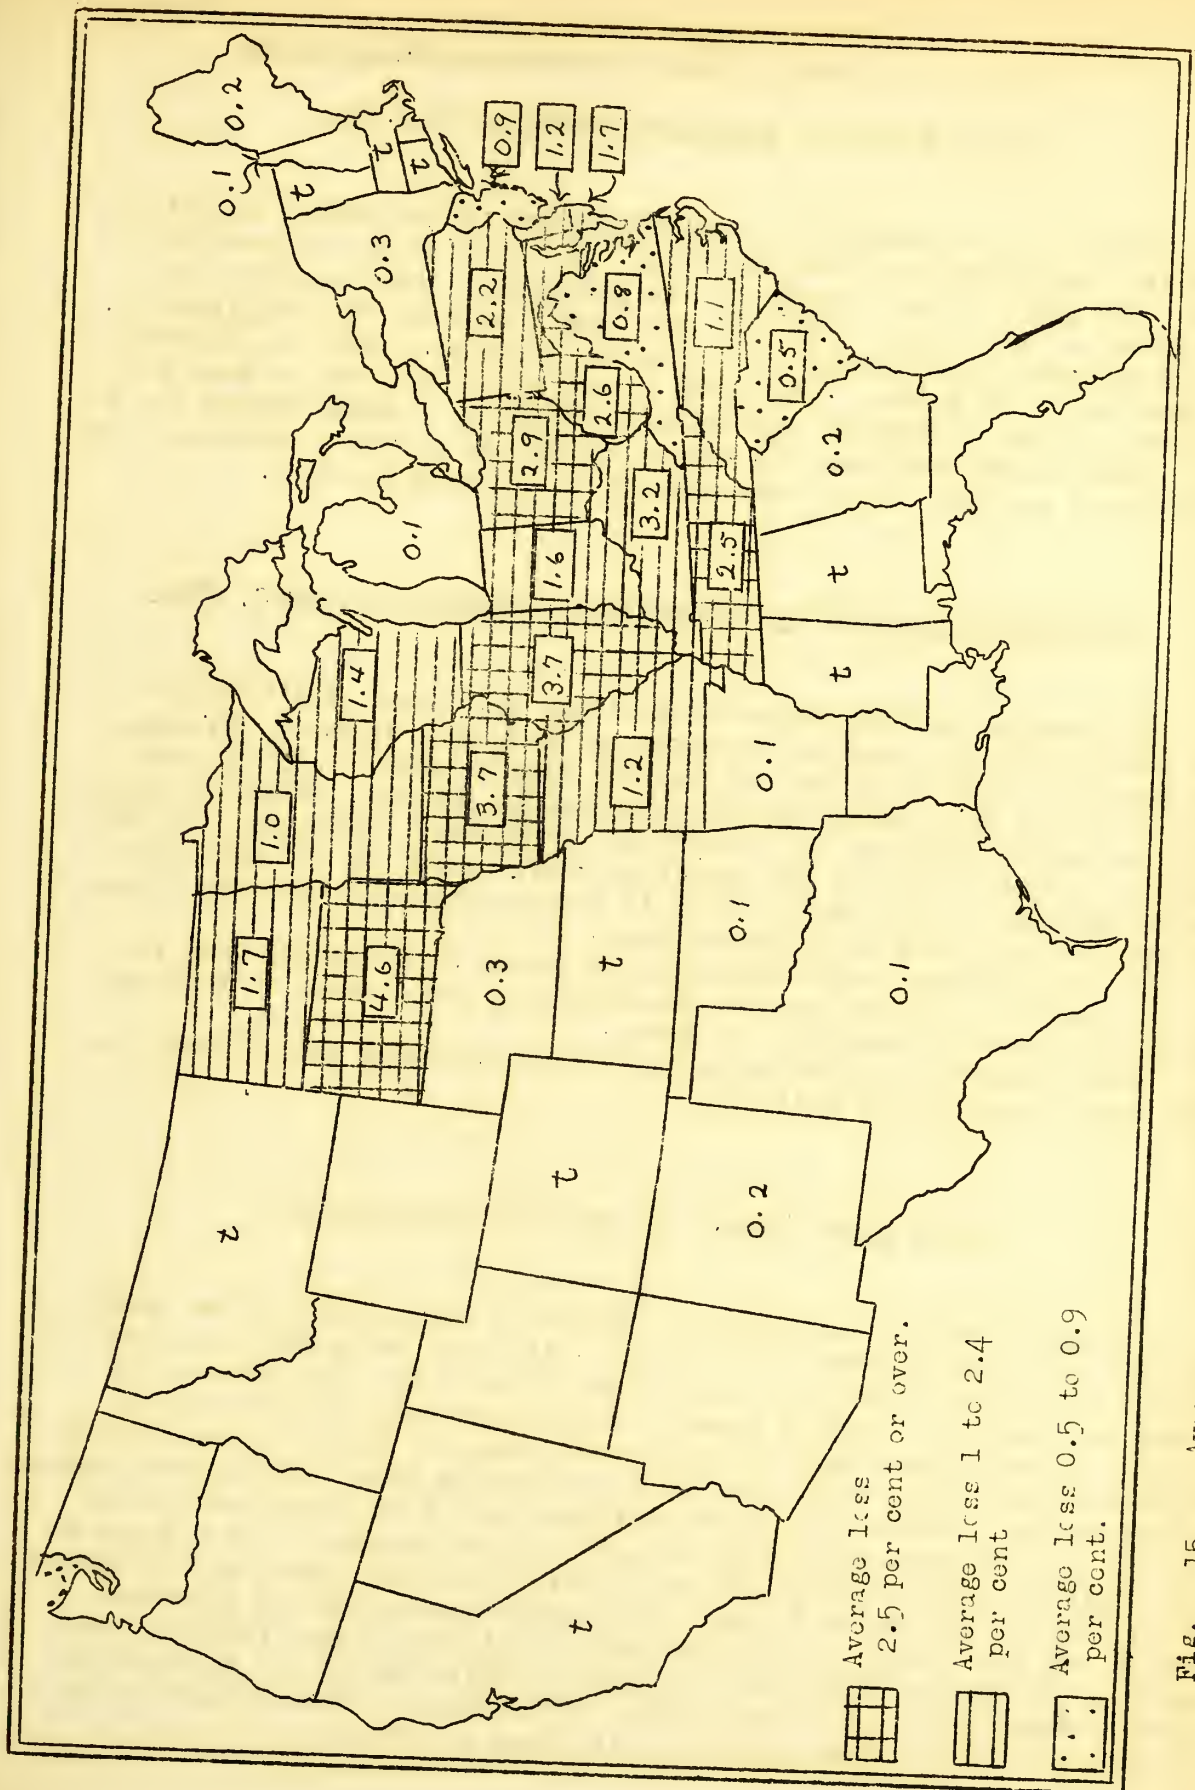 0.2
0.1
t
t
t
0.3
0.9
1.2
1.7
2.2
0.8
1.1
0.5
2.6
2.9
0.2
0.1
3.2
1.6
2.5
t
t
1.4
3.7
1.0
3.7
1.2
0.1
1.7
4.6
0.3
t
0.1
0.1
t
t
0.2
t
Average loss
2.5 per cent or over.
Average loss 1 to 2.4
per cent
Average loss 0.5 to 0.9
per cent.
Fig. 15